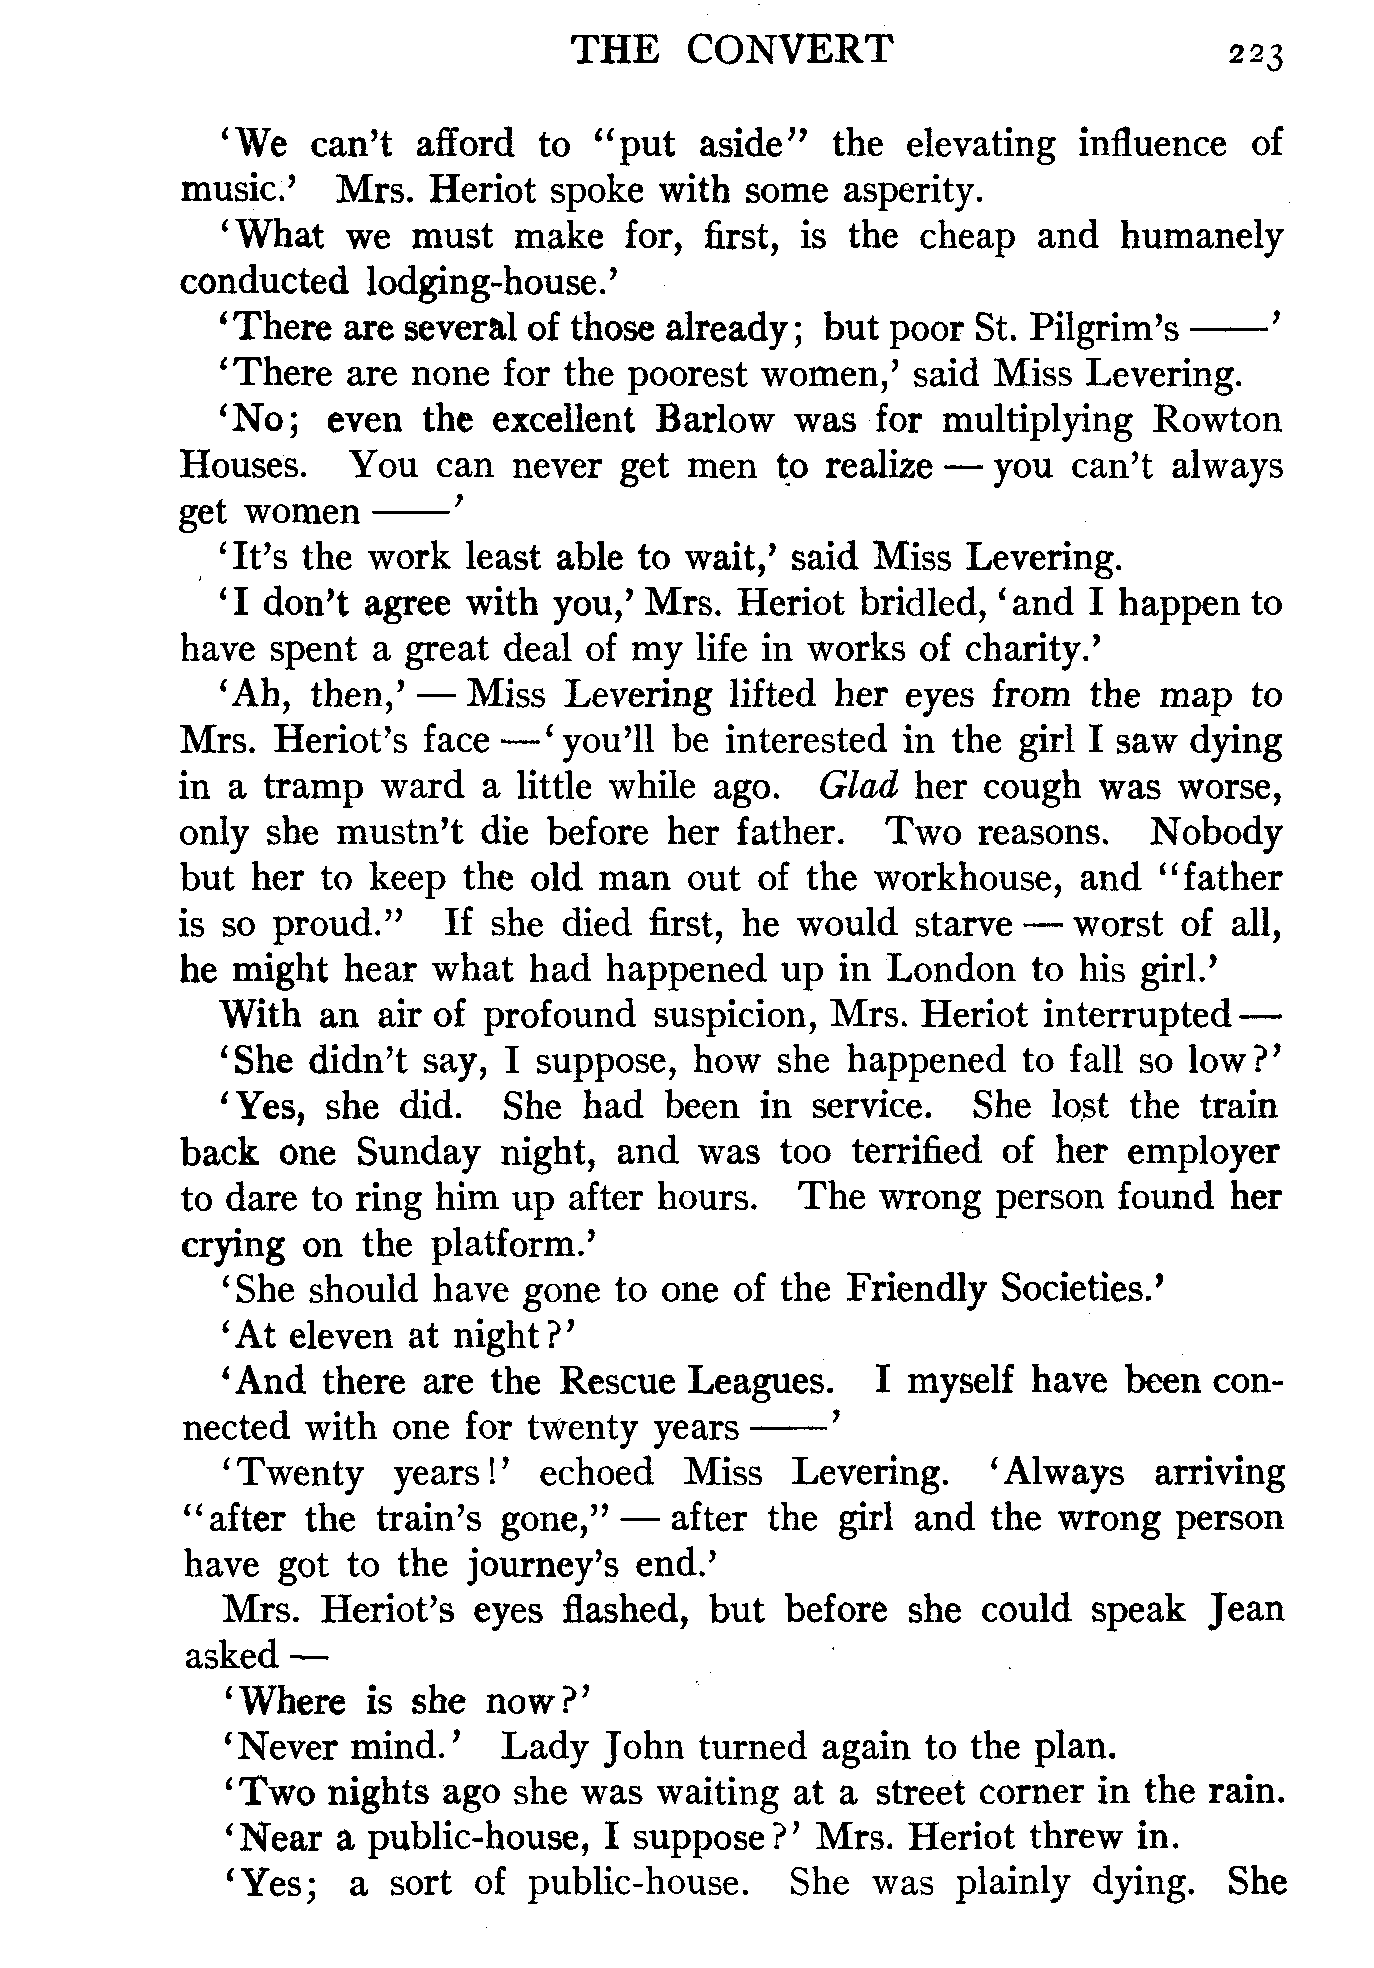 THE CONVERT 223
‘We can’t afford to “put aside” the elevating influence of
music.’ Mrs. Heriot spoke with some asperity.
‘What we must make for, first, is the cheap and humanely
conducted lodging-house.’
‘There are several of those already; but poor St. Pilgrim’s ——’
‘There are none for the poorest women,’ said Miss Levering.
‘No; even the excellent Barlow was for multiplying Rowton
Houses. You can never get men to realize — you can’t always
get women ——’
‘It’s the work least able to wait,’ said Miss Levering.
‘I don’t agree with you,’ Mrs. Heriot bridled, ‘and I happen to
have spent a great deal of my life in works of charity.’
‘Ah, then,’ — Miss Levering lifted her eyes from the map to
Mrs. Heriot’s face —‘you’ll be interested in the girl I saw dying
in a tramp ward a little while ago. Glad her cough was worse,
only she mustn’t die before her father. Two reasons. Nobody
but her to keep the old man out of the workhouse, and “father
is so proud.” If she died first, he would starve — worst of all,
he might hear what had happened up in London to his girl.’
With an air of profound suspicion, Mrs. Heriot interrupted —
‘She didn’t say, I suppose, how she happened to fall so low?’
‘Yes, she did. She had been in service. She lost the train
back one Sunday night, and was too terrified of her employer
to dare to ring him up after hours. The wrong person found her
crying on the platform.’
‘She should have gone to one of the Friendly Societies.’
‘At eleven at night?’
‘And there are the Rescue Leagues. I myself have been con-
nected with one for twenty years ——’
‘Twenty years!’ echoed Miss Levering. ‘Always arriving
“after the train’s gone,” — after the girl and the wrong person
have got to the journey’s end.’
Mrs. Heriot’s eyes flashed, but before she could speak Jean
asked —
‘Where is she now?’
‘Never mind.’ Lady John turned again to the plan.
‘Two nights ago she was waiting at a street corner in the rain.
‘Near a public-house, I suppose?’ Mrs. Heriot threw in.
‘Yes; a sort of public-house. She was plainly dying. She